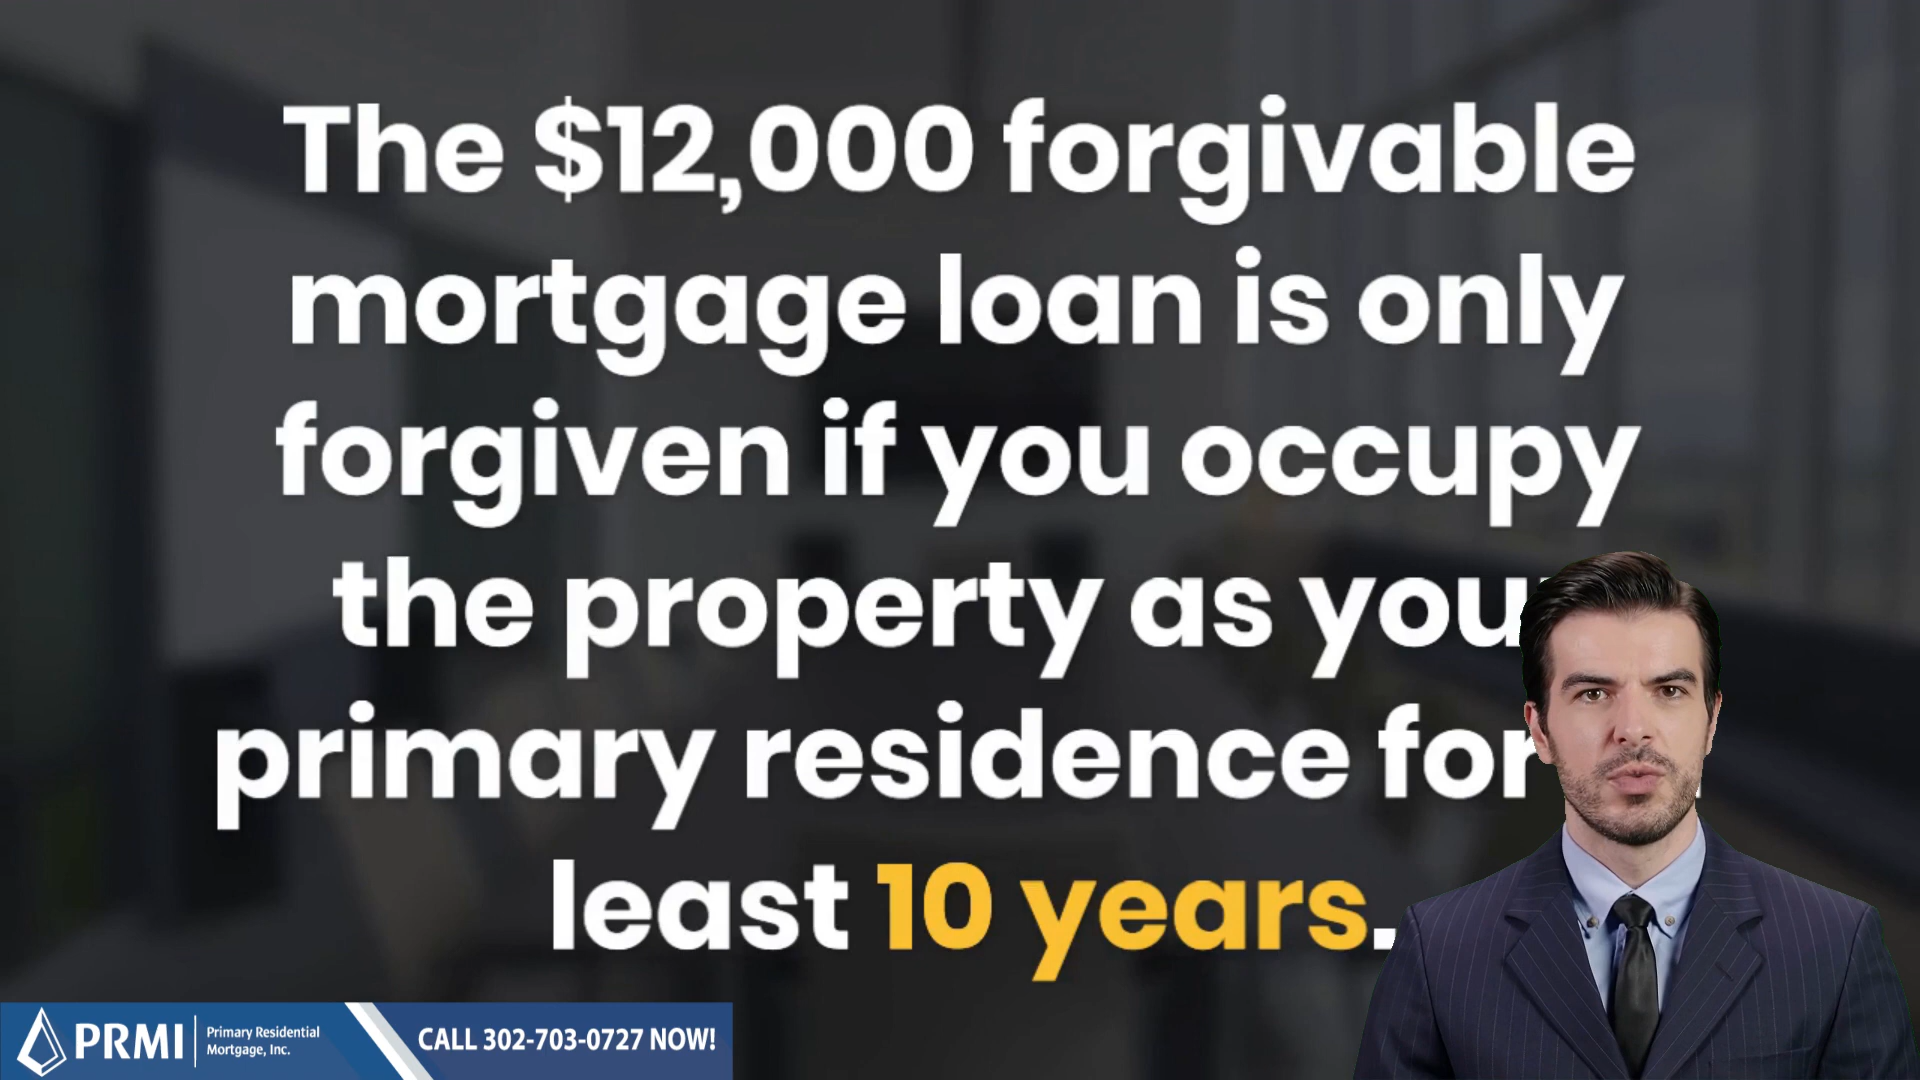 The $12,000 forgivable
mortgage loan is only
forgiven if you occupy
the property as you
primary residence for
least 10 years.
PRMI
Primary Residential
Mortgage, Inc.
CALL 302-703-0727 NOW!